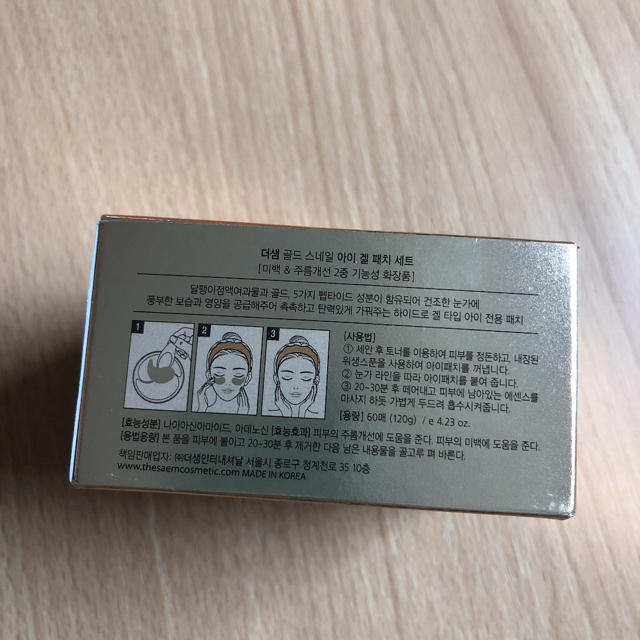 더샘 골드 스네일 아이 겔 패치 세트
[미백 & 주름개선 2중 기능성 화장품]
달팽이점액여과물과 골드, 5가지 펩타이드 성분이 함유되어 건조한 눈가에
풍부한 보습과 영양을 공급해주어 촉촉하고 탄력있게 가꿔주는 하이드로 겔 타입 아이 전용 패치
1
2
3
[사용법]
① 세안 후 토너를 이용하여 피부를 정돈하고, 내장된
위생스푼을 사용하여 아이패치를 꺼냅니다.
② 눈가 라인을 따라 아이패치를 붙여 줍니다.
③ 20~30분 후 떼어내고 피부에 남아있는 에센스를
마사지 하듯 가볍게 두드려 흡수시켜줍니다.
[용량] 60매 (120g) / e 4.23 oz.
[효능성분] 나이아신아마이드, 아데노신 [효능효과] 피부의 주름개선에 도움을 준다. 피부의 미백에 도움을 준다.
[용법용량] 본 품을 피부에 붙이고 20~30분 후 제거한 다음 남은 내용물을 골고루 펴 바른다.
책임판매업자: ㈜더샘인터내셔날 서울시 종로구 청계천로 35 10층
www.thesaemcosmetic.com MADE IN KOREA